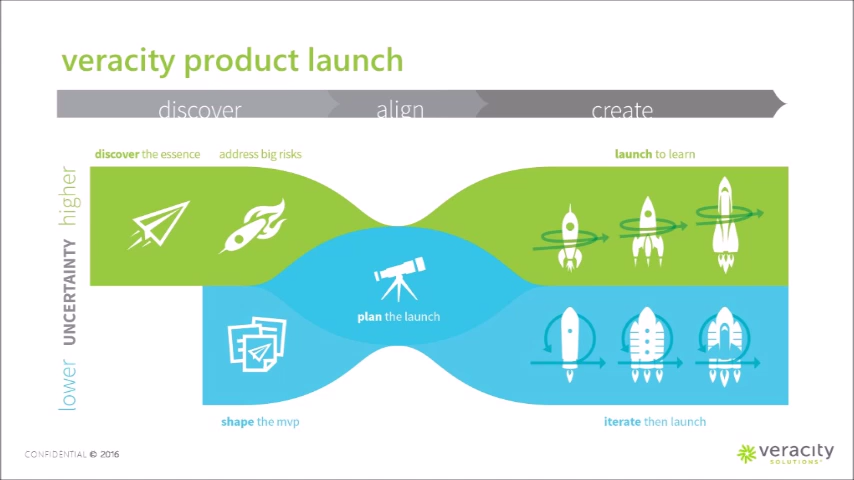 veracity product launch
discover align create
discover the essence address big risks launch to learn
higher
UNCERTAINTY
lower
plan the launch
shape the mvp iterate then launch
CONFIDENTIAL © 2016
veracity
SOLUTIONS